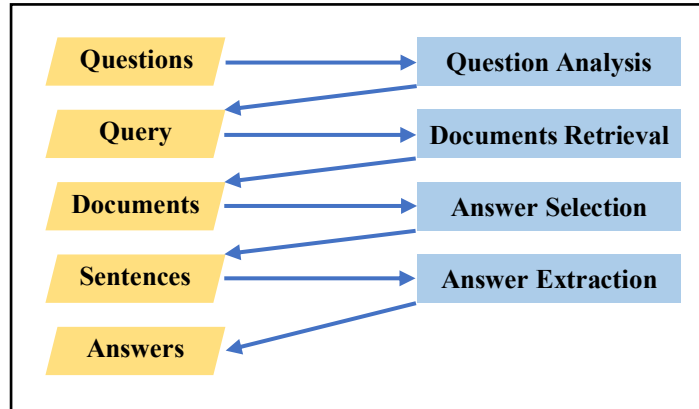 Questions
Question Analysis
Query
Documents Retrieval
Documents
Answer Selection
Sentences
Answer Extraction
Answers